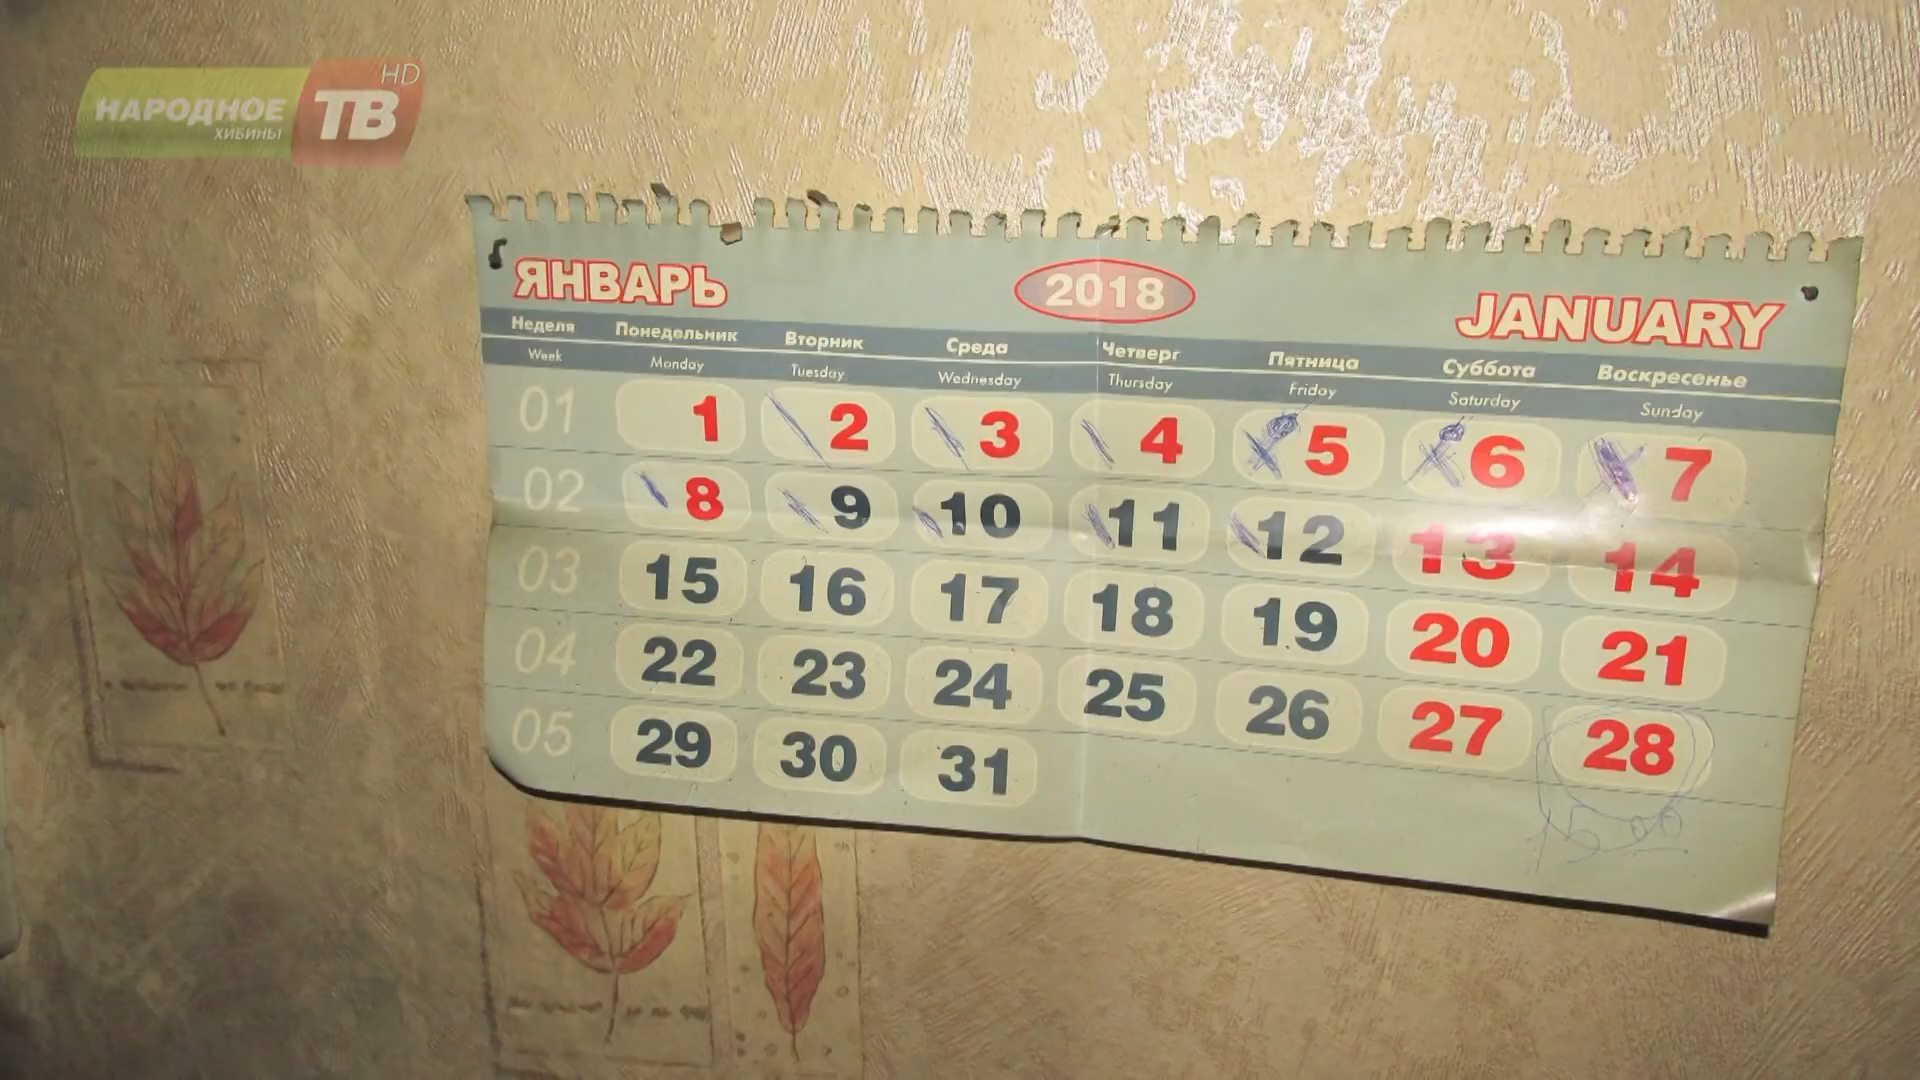 НАРОДНОЕ ТВ HD
ХИБИНЫ
ЯНВАРЬ 2018 JANUARY
Неделя Понедельник Вторник Среда Четверг Пятница Суббота Воскресенье
Week Monday Tuesday Wednesday Thursday Friday Saturday Sunday
01 1 2 3 4 5 6 7
02 8 9 10 11 12 13 14
03 15 16 17 18 19 20 21
04 22 23 24 25 26 27 28
05 29 30 31
15 00